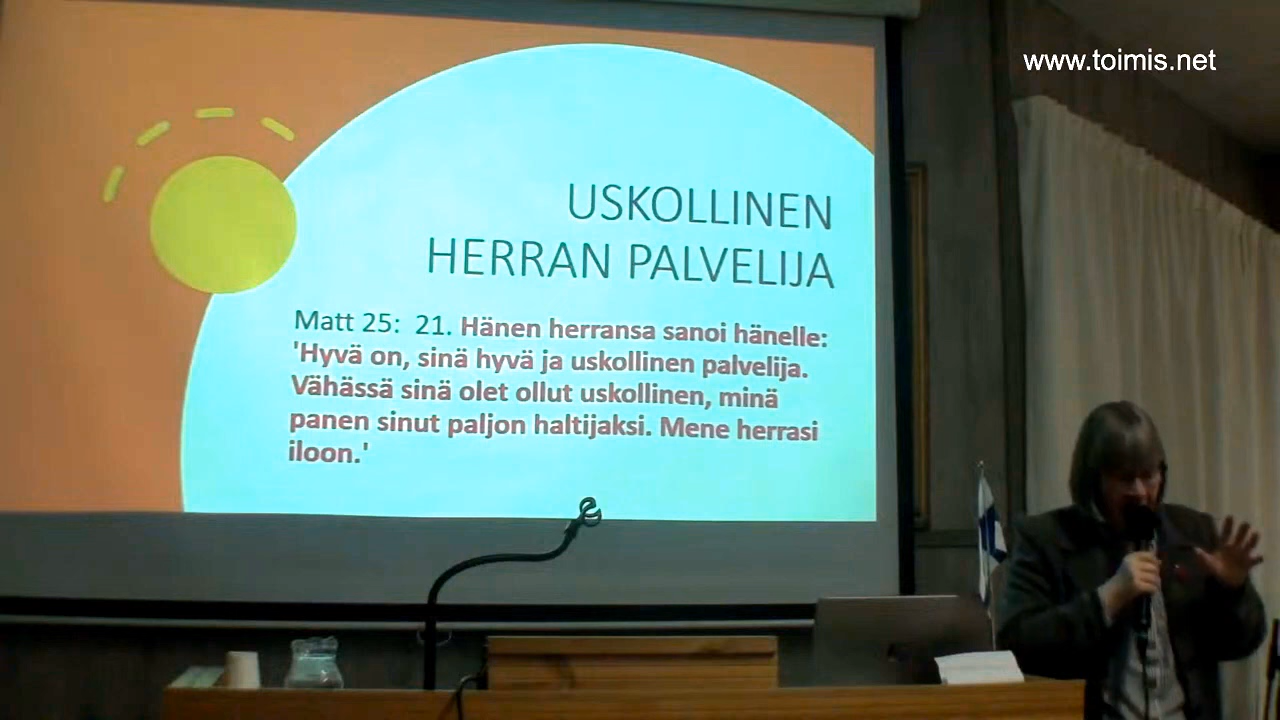 www.toimis.net
USKOLLINEN
HERRAN PALVELIJA
Matt 25: 21. Hänen herransa sanoi hänelle:
'Hyvä on, sinä hyvä ja uskollinen palvelija.
Vähässä sinä olet ollut uskollinen, minä
panen sinut paljon haltijaksi. Mene herrasi
iloon.'